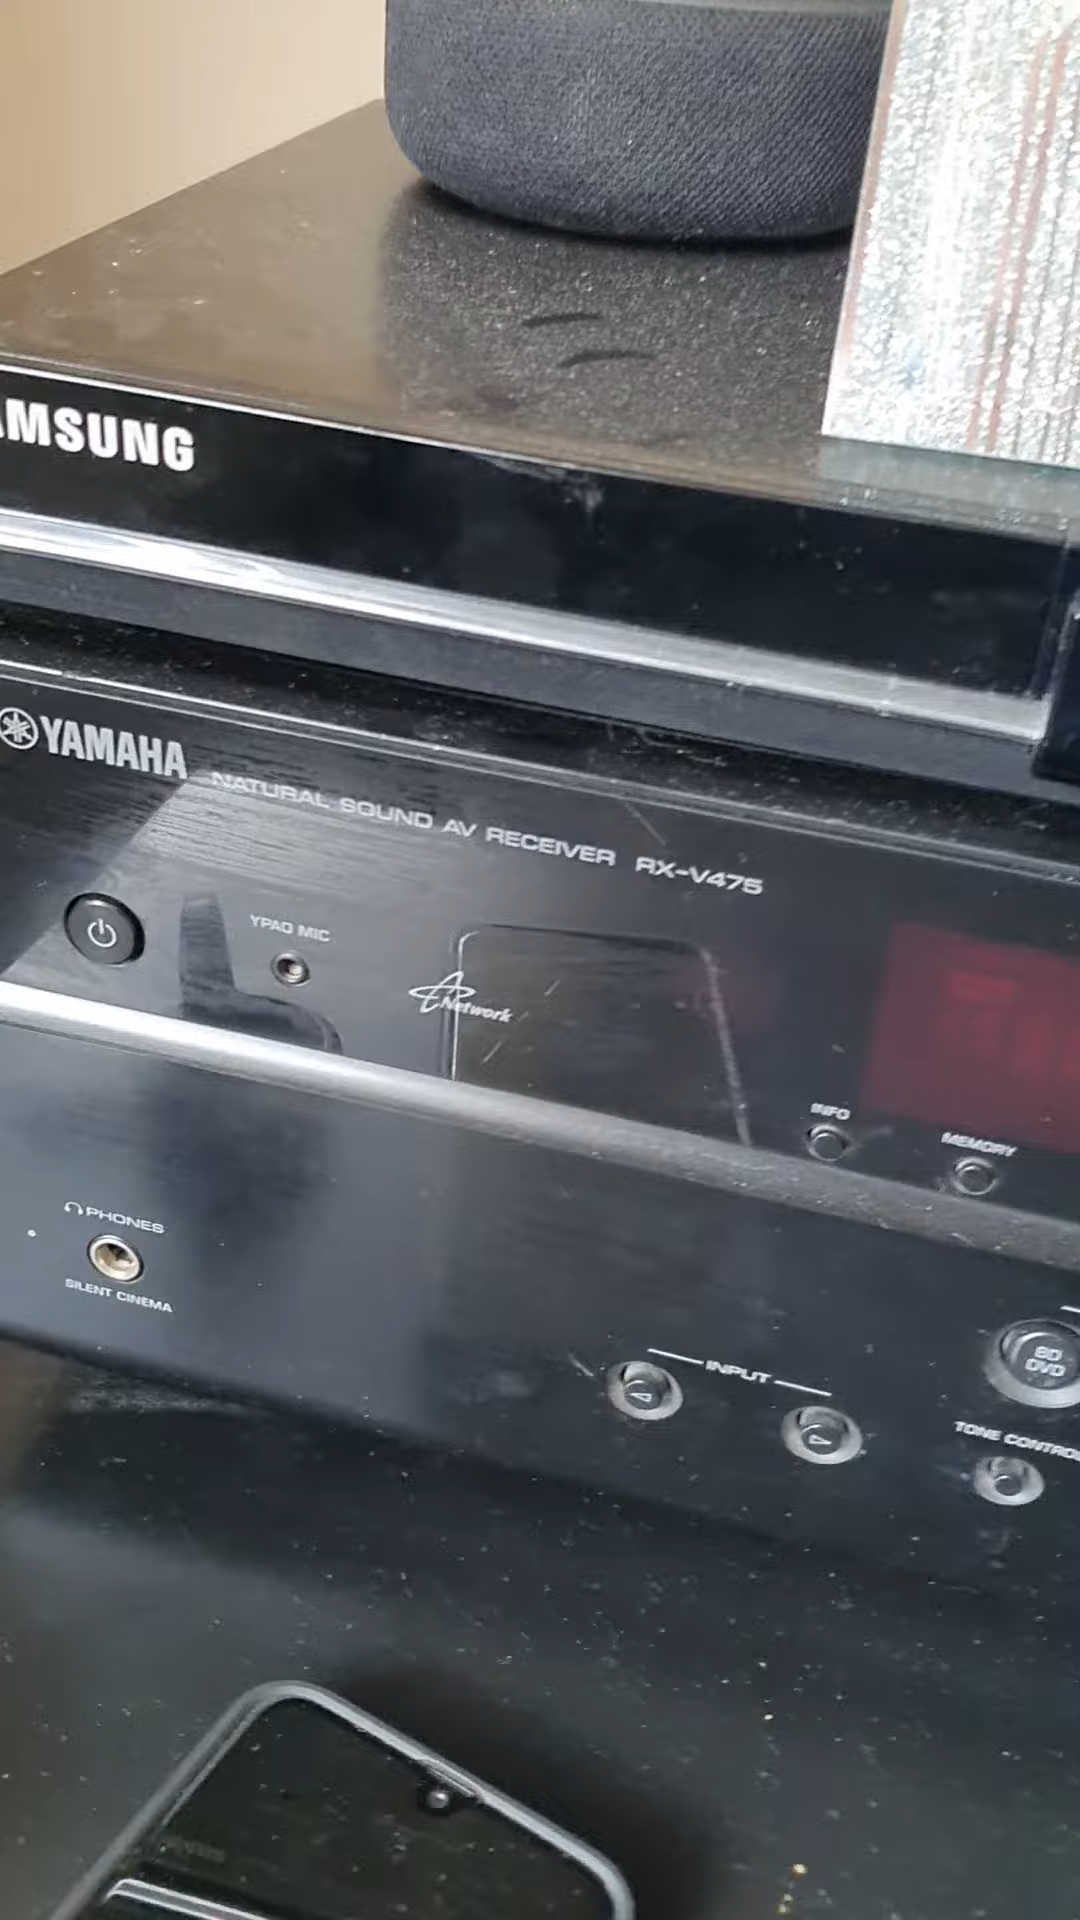 AMSUNG
YAMAHA
NATURAL SOUND AV RECEIVER RX-V475
YPAO MIC
Network
INFO
MEMORY
PHONES
SILENT CINEMA
INPUT
BD
DVD
TONE CONTRO